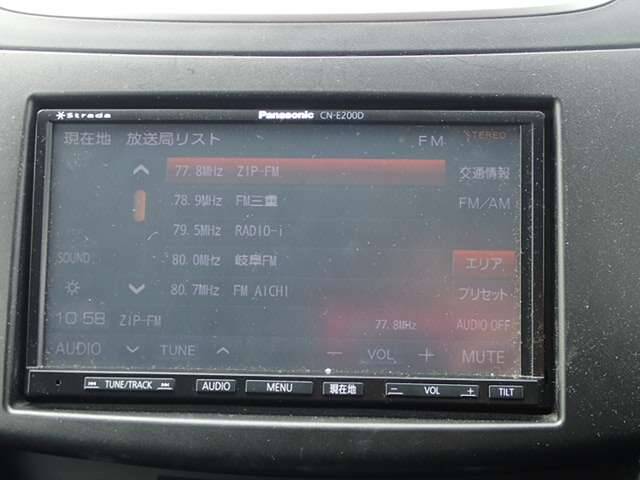 Strada Panasonic CN-E200D
現在地 放送局リスト FM STEREO
77.8MHz ZIP-FM 交通情報
78.9MHz FM三重 FM/AM
79.5MHz RADIO-i
SOUND 80.0MHz 岐阜FM エリア
80.7MHz FM AICHI プリセット
10:58 ZIP-FM 77.8MHz AUDIO OFF
AUDIO TUNE − VOL + MUTE
TUNE/TRACK AUDIO MENU 現在地 − VOL + TILT